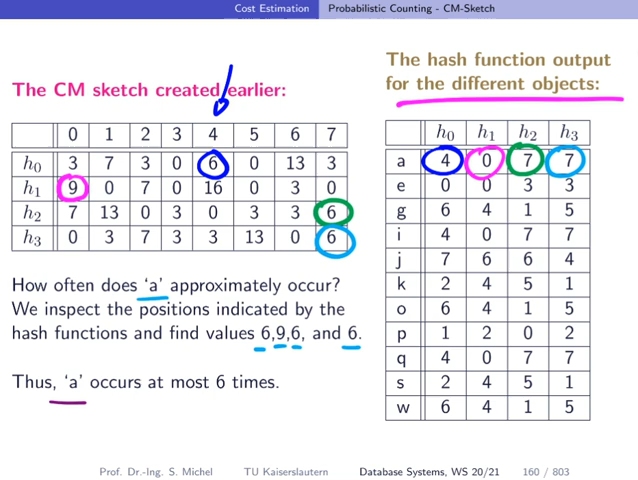 Cost Estimation Probabilistic Counting - CM-Sketch
The CM sketch created earlier:
0 1 2 3 4 5 6 7
h0 3 7 3 0 6 0 13 3
h1 9 0 7 0 16 0 3 0
h2 7 13 0 3 0 3 3 6
h3 0 3 7 3 3 13 0 6
How often does ‘a’ approximately occur?
We inspect the positions indicated by the
hash functions and find values 6,9,6, and 6.
Thus, ‘a’ occurs at most 6 times.
The hash function output
for the different objects:
h0 h1 h2 h3
a 4 0 7 7
e 0 0 3 3
g 6 4 1 5
i 4 0 7 7
j 7 6 6 4
k 2 4 5 1
o 6 4 1 5
p 1 2 0 2
q 4 0 7 7
s 2 4 5 1
w 6 4 1 5
Prof. Dr.-Ing. S. Michel TU Kaiserslautern Database Systems, WS 20/21 160 / 803